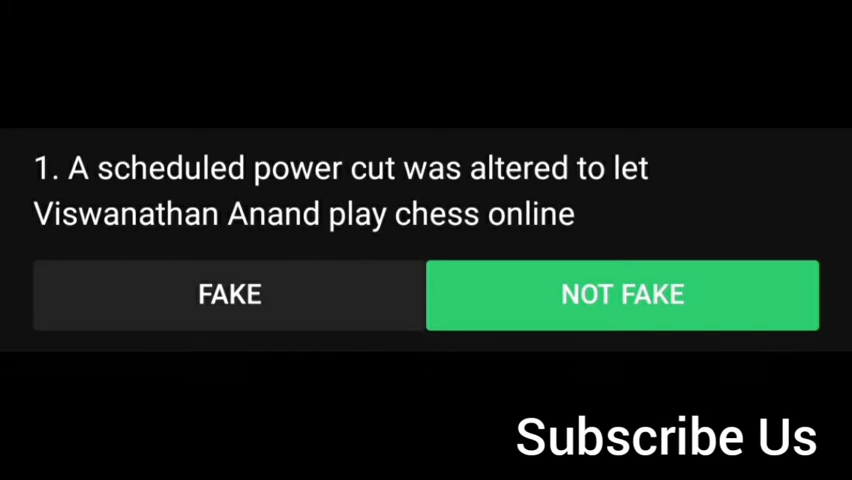 1. A scheduled power cut was altered to let
Viswanathan Anand play chess online
FAKE
NOT FAKE
Subscribe Us